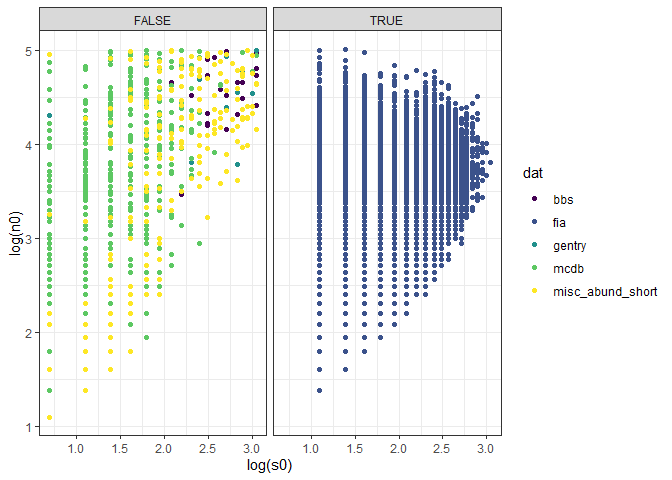 FALSE
TRUE
5
4
3
2
1
log(n0)
1.0
1.5
2.0
2.5
3.0
1.0
1.5
2.0
2.5
3.0
log(s0)
dat
bbs
fia
gentry
mcdb
misc_abund_short